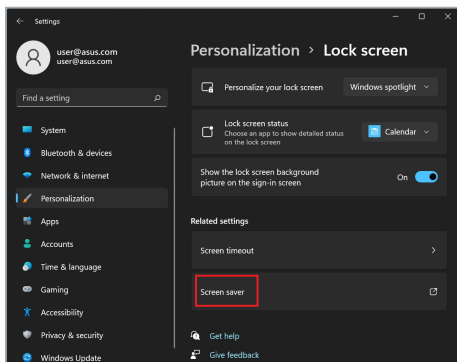 Settings
user@asus.com
user@asus.com
Find a setting
System
Bluetooth & devices
Network & internet
Personalization
Apps
Accounts
Time & language
Gaming
Accessibility
Privacy & security
Windows Update
Personalization > Lock screen
Personalize your lock screen
Windows spotlight
Lock screen status
Choose an app to show detailed status
on the lock screen
Calendar
Show the lock screen background
picture on the sign-in screen
On
Related settings
Screen timeout
Screen saver
Get help
Give feedback